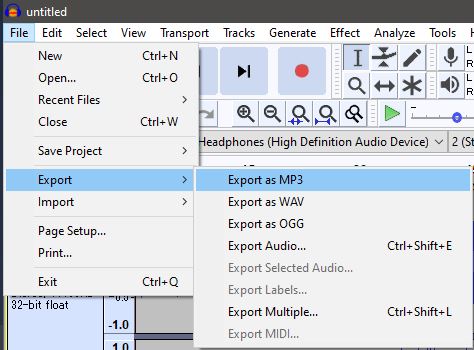 untitled
File Edit Select View Transport Tracks Generate Effect Analyze Tools H
New Ctrl+N
Open... Ctrl+O
Recent Files
Close Ctrl+W
Save Project
Export
Import
Page Setup...
Print...
Exit Ctrl+Q
Export as MP3
Export as WAV
Export as OGG
Export Audio... Ctrl+Shift+E
Export Selected Audio...
Export Labels...
Export Multiple... Ctrl+Shift+L
Export MIDI...
L
R
L
R
Headphones (High Definition Audio Device) 2 (St
32-bit float
-1.0
1.0